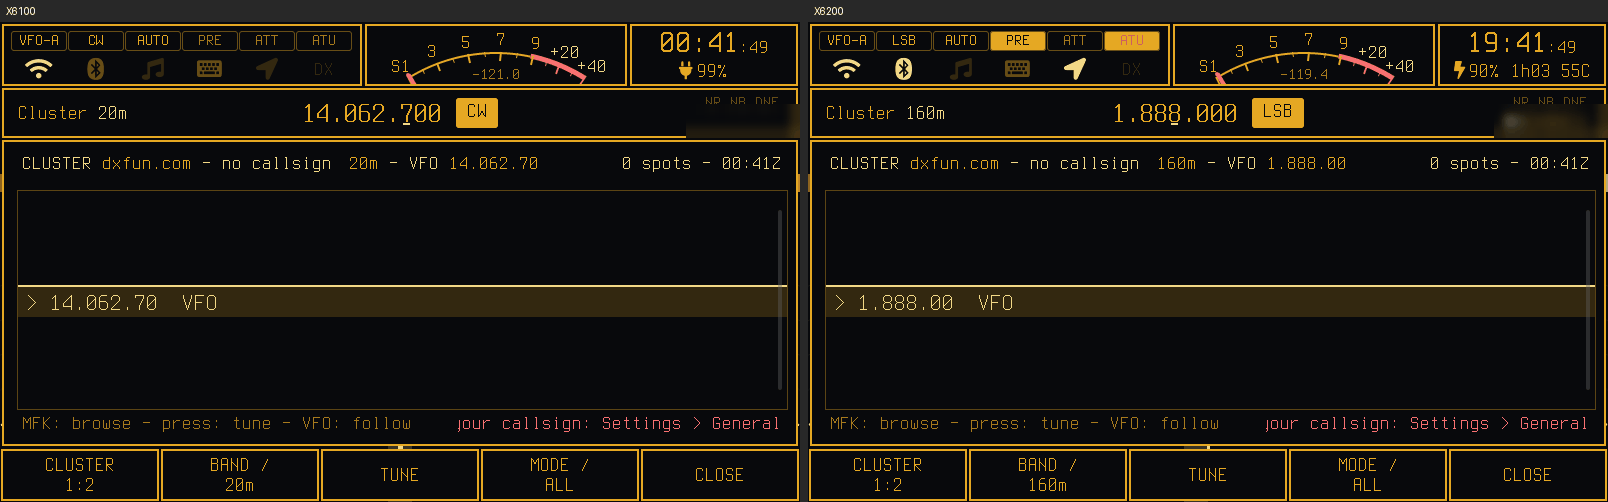 X6100
VFO-A CW AUTO PRE ATT ATU
DX
S1 3 5 7 9 +20 +40
-121.0
00:41:49
99%
Cluster 20m
14.062.700 CW
NR NB DNF
CLUSTER dxfun.com - no callsign 20m - VFO 14.062.70
0 spots - 00:41Z
> 14.062.70 VFO
MFK: browse - press: tune - VFO: follow
your callsign: Settings > General
CLUSTER
1:2
BAND /
20m
TUNE
MODE /
ALL
CLOSE
X6200
VFO-A LSB AUTO PRE ATT ATU
DX
S1 3 5 7 9 +20 +40
-119.4
19:41:49
90% 1h03 55C
Cluster 160m
1.888.000 LSB
NR NB DNF
CLUSTER dxfun.com - no callsign 160m - VFO 1.888.00
0 spots - 00:41Z
> 1.888.00 VFO
MFK: browse - press: tune - VFO: follow
your callsign: Settings > General
CLUSTER
1:2
BAND /
160m
TUNE
MODE /
ALL
CLOSE